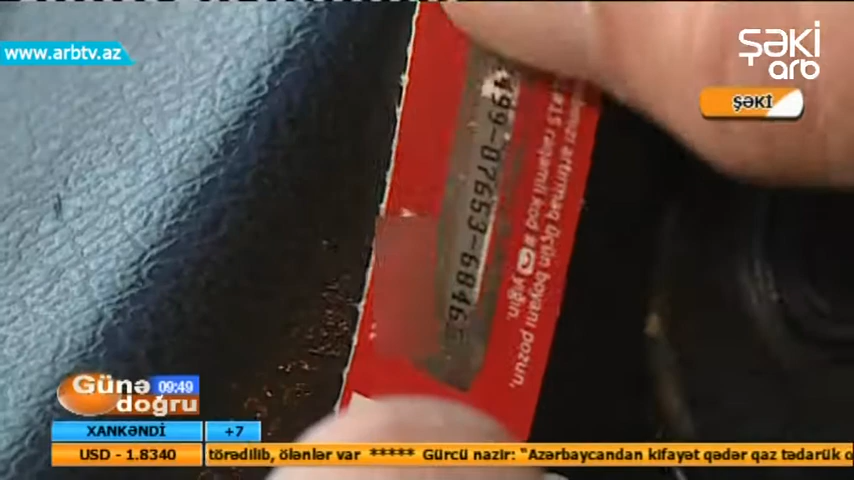 www.arbtv.az
ŞƏKİ
arb
ŞƏKİ
499-07653-6846
artırmaq üçün boyanı pozun,
*#15 rəqəmli kod # yığın.
Günə
doğru
09:49
XANKƏNDİ
+7
USD - 1.8340
törədilib, ölənlər var ***** Gürcü nazir: "Azərbaycandan kifayət qədər qaz tədarük o